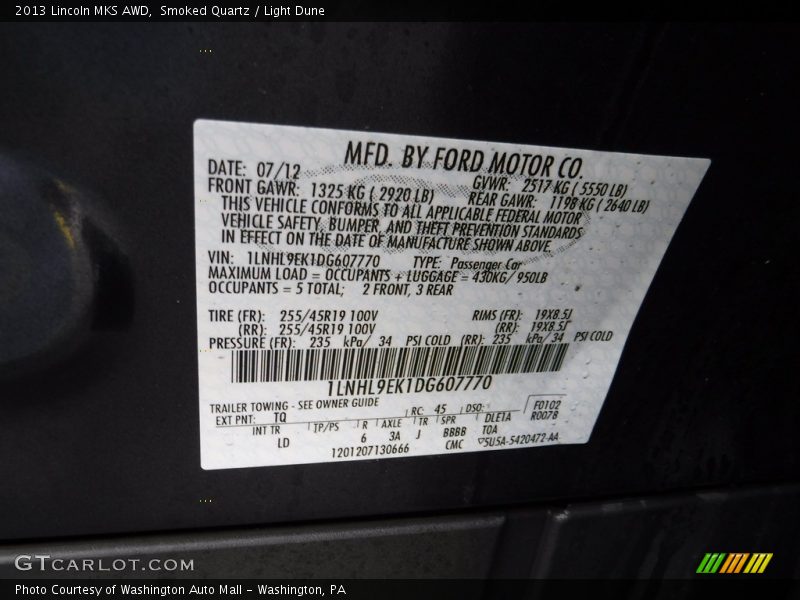 2013 Lincoln MKS AWD, Smoked Quartz / Light Dune
MFD. BY FORD MOTOR CO.
DATE: 07/12 GVWR: 2517 KG ( 5550 LB)
FRONT GAWR: 1325 KG ( 2920 LB) REAR GAWR: 1198 KG ( 2640 LB)
THIS VEHICLE CONFORMS TO ALL APPLICABLE FEDERAL MOTOR
VEHICLE SAFETY, BUMPER, AND THEFT PREVENTION STANDARDS
IN EFFECT ON THE DATE OF MANUFACTURE SHOWN ABOVE.
VIN: 1LNHL9EK1DG607770 TYPE: Passenger Car
MAXIMUM LOAD = OCCUPANTS + LUGGAGE = 430KG/ 950LB
OCCUPANTS = 5 TOTAL; 2 FRONT, 3 REAR
TIRE (FR): 255/45R19 100V RIMS (FR): 19X8.5J
(RR): 255/45R19 100V (RR): 19X8.5J
PRESSURE (FR): 235 kPa/ 34 PSI COLD (RR): 235 kPa/ 34 PSI COLD
1LNHL9EK1DG607770
TRAILER TOWING - SEE OWNER GUIDE
EXT PNT: TQ RC 45 DSO: F0102
INT TR TP/PS R AXLE TR SPR DLETA R0078
LD 6 3A J BBBB TOA
1201207130666 CMC 5U5A-5420472-AA
GTCARLOT.COM
Photo Courtesy of Washington Auto Mall - Washington, PA